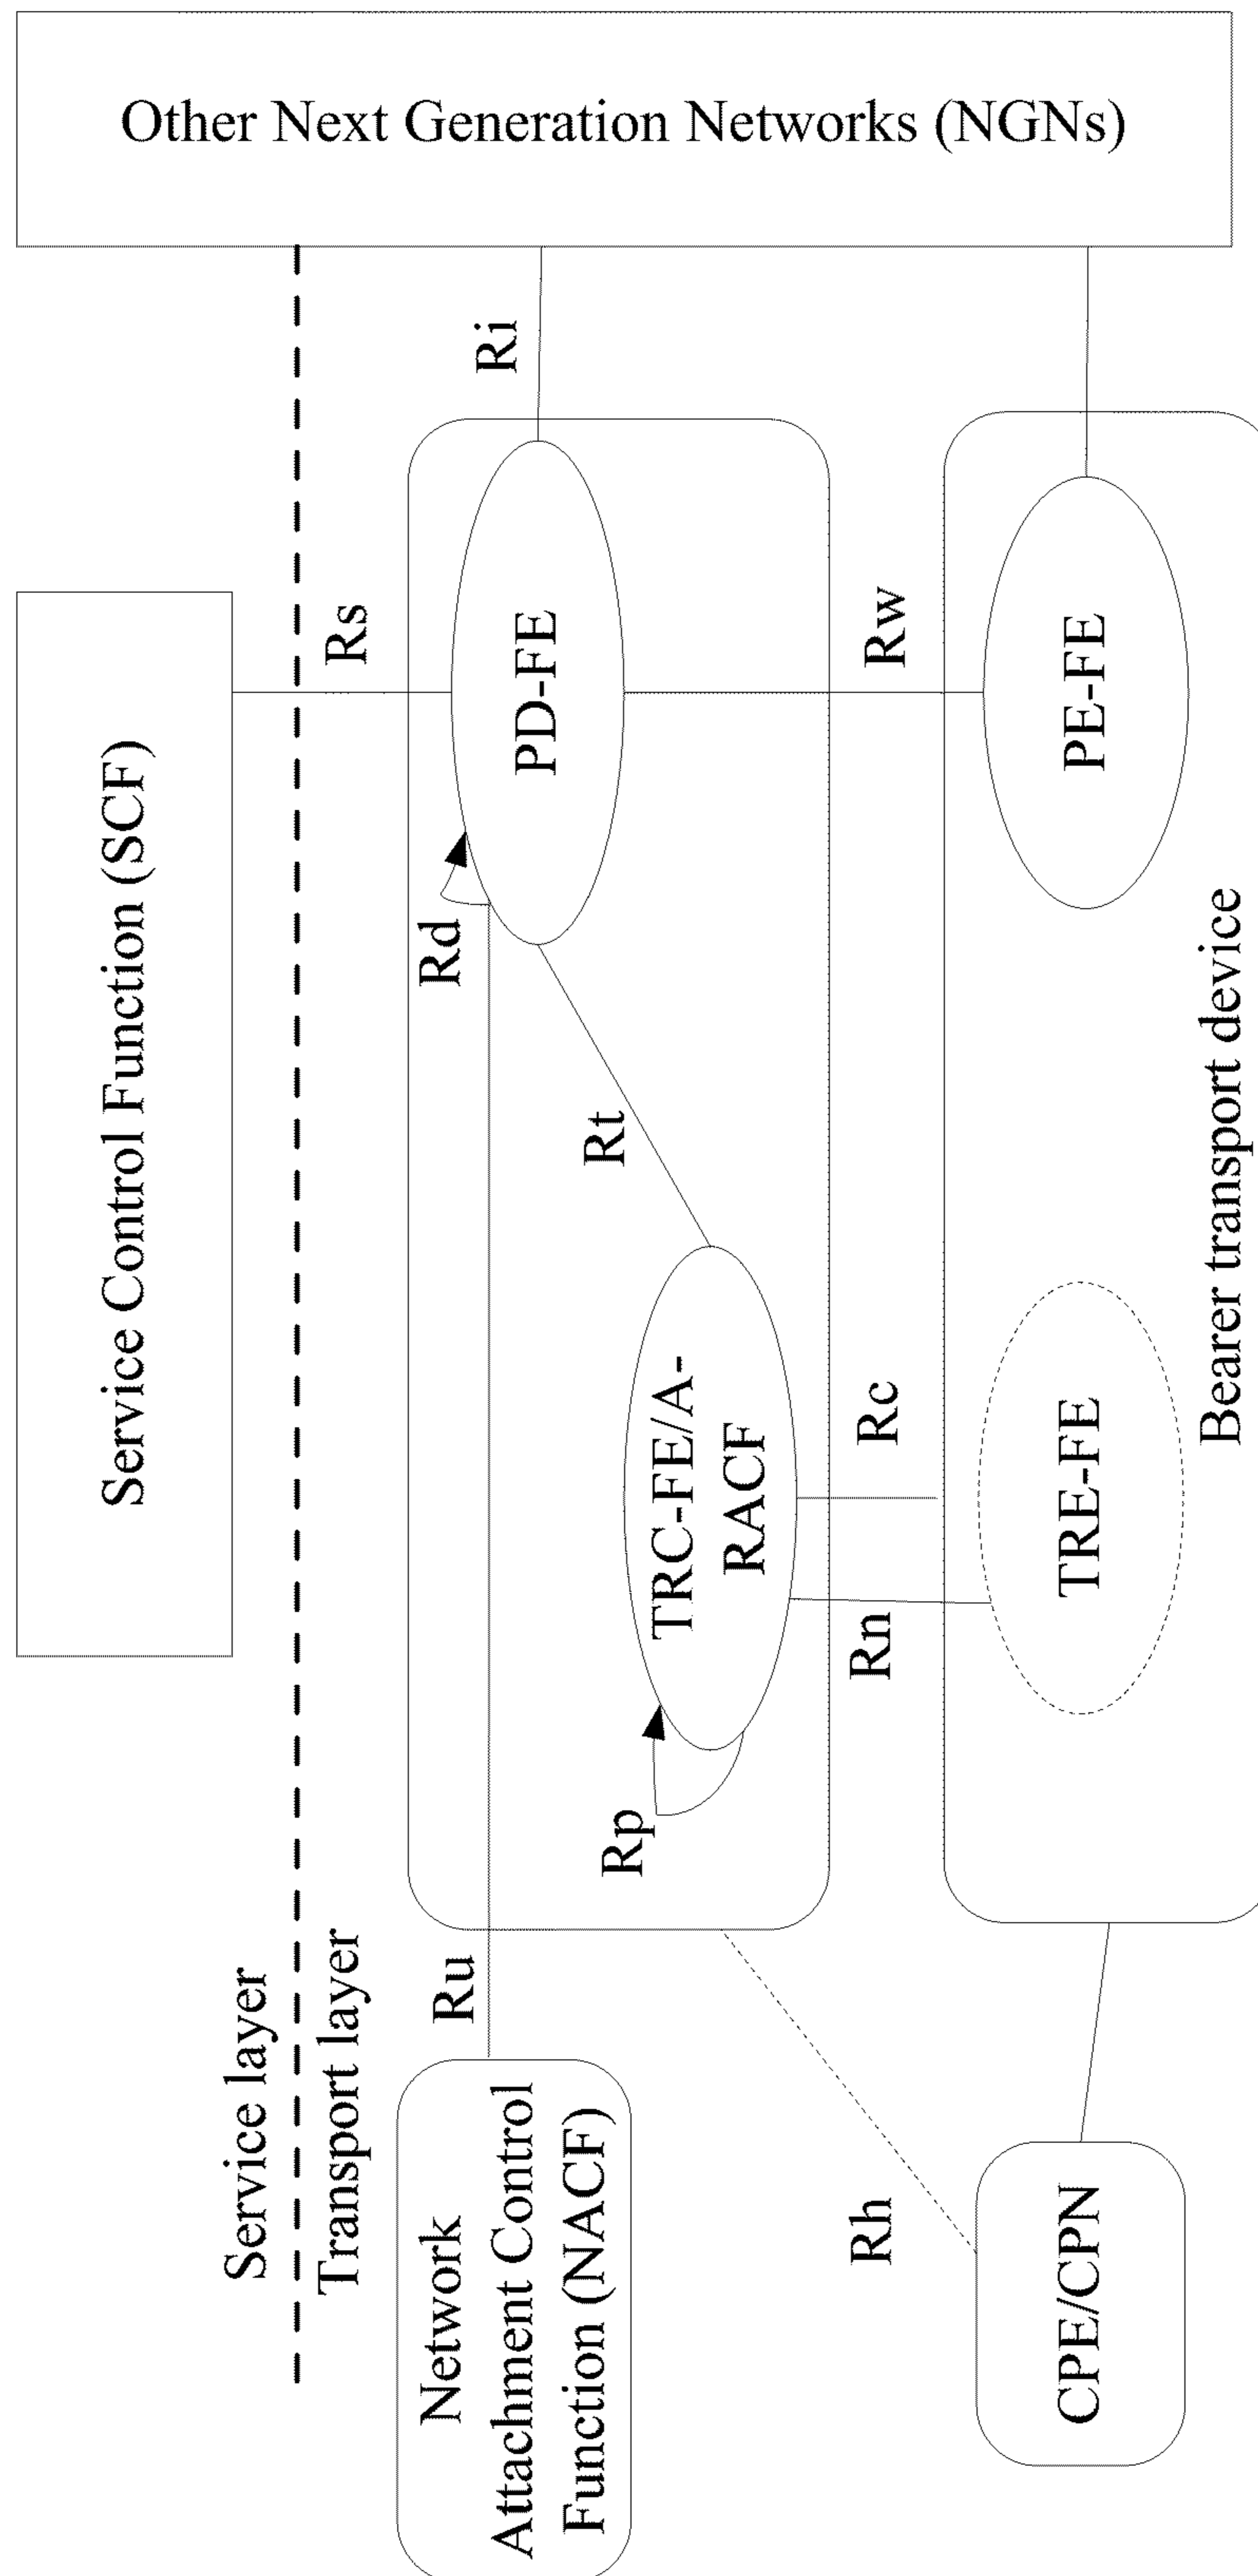 Service Control Function (SCF)
Other Next Generation Networks (NGNs)
Service layer
Transport layer
Rs
Network
Attachment Control
Function (NACF)
Ru
Rd
PD-FE
Ri
Rp
TRC-FE/A-
RACF
Rt
Rh
Rn
Rc
Rw
CPE/CPN
TRE-FE
PE-FE
Bearer transport device